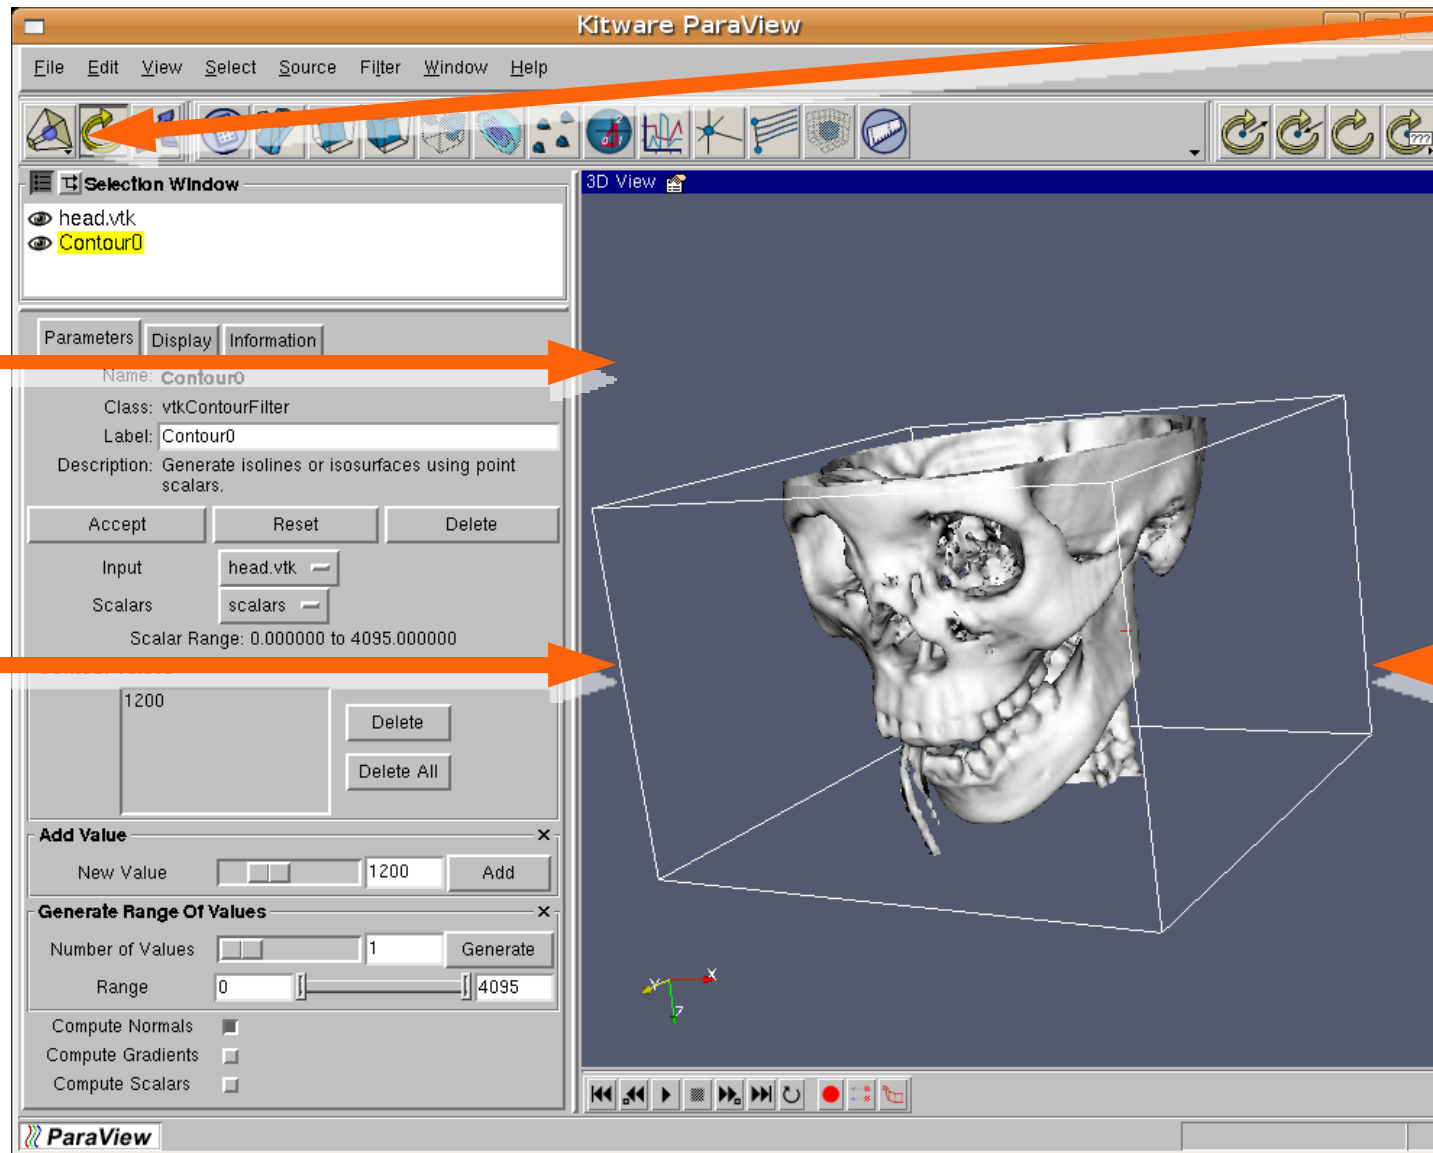 Kitware ParaView
File Edit View Select Source Filter Window Help
???
Selection Window
3D View
head.vtk
Contour0
Parameters Display Information
Name: Contour0
Class: vtkContourFilter
Label: Contour0
Description: Generate isolines or isosurfaces using point
scalars.
Accept Reset Delete
Input head.vtk
Scalars scalars
Scalar Range: 0.000000 to 4095.000000
1200
Delete
Delete All
Add Value
New Value 1200 Add
Generate Range Of Values
Number of Values 1 Generate
Range 0 4095
X
Y
Z
Compute Normals
Compute Gradients
Compute Scalars
ParaView